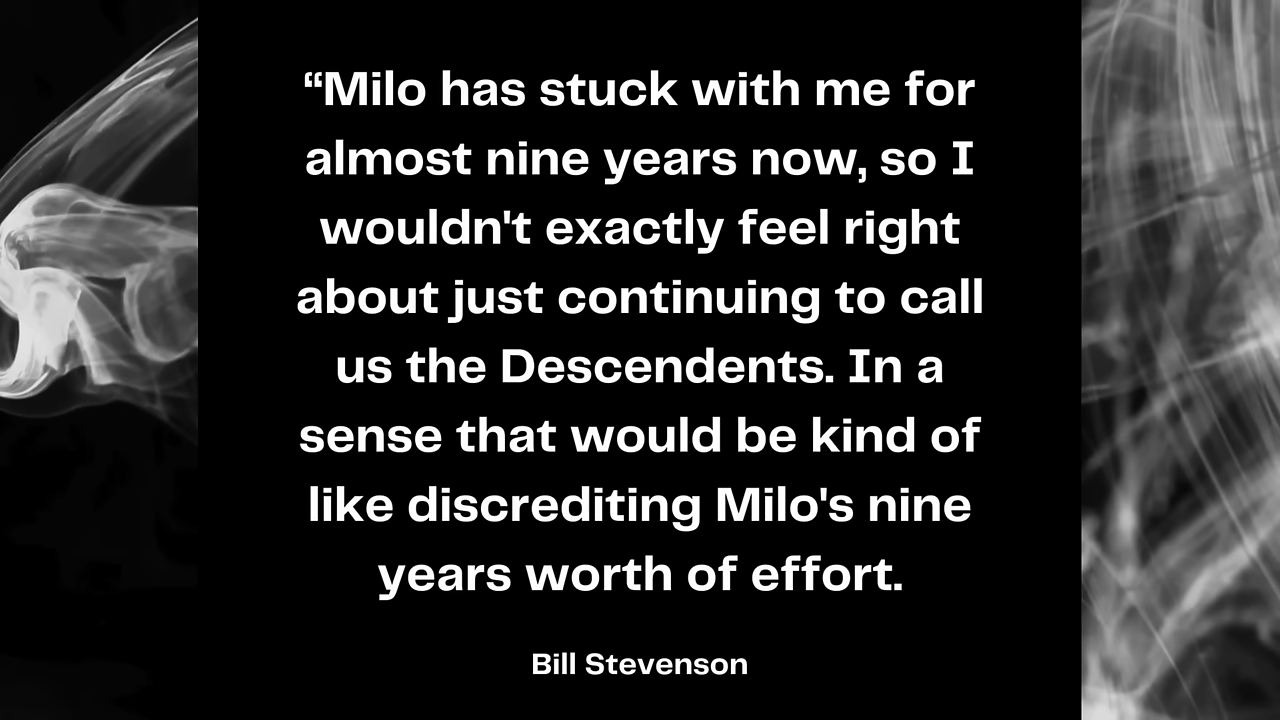 “Milo has stuck with me for
almost nine years now, so I
wouldn't exactly feel right
about just continuing to call
us the Descendents. In a
sense that would be kind of
like discrediting Milo's nine
years worth of effort.
Bill Stevenson